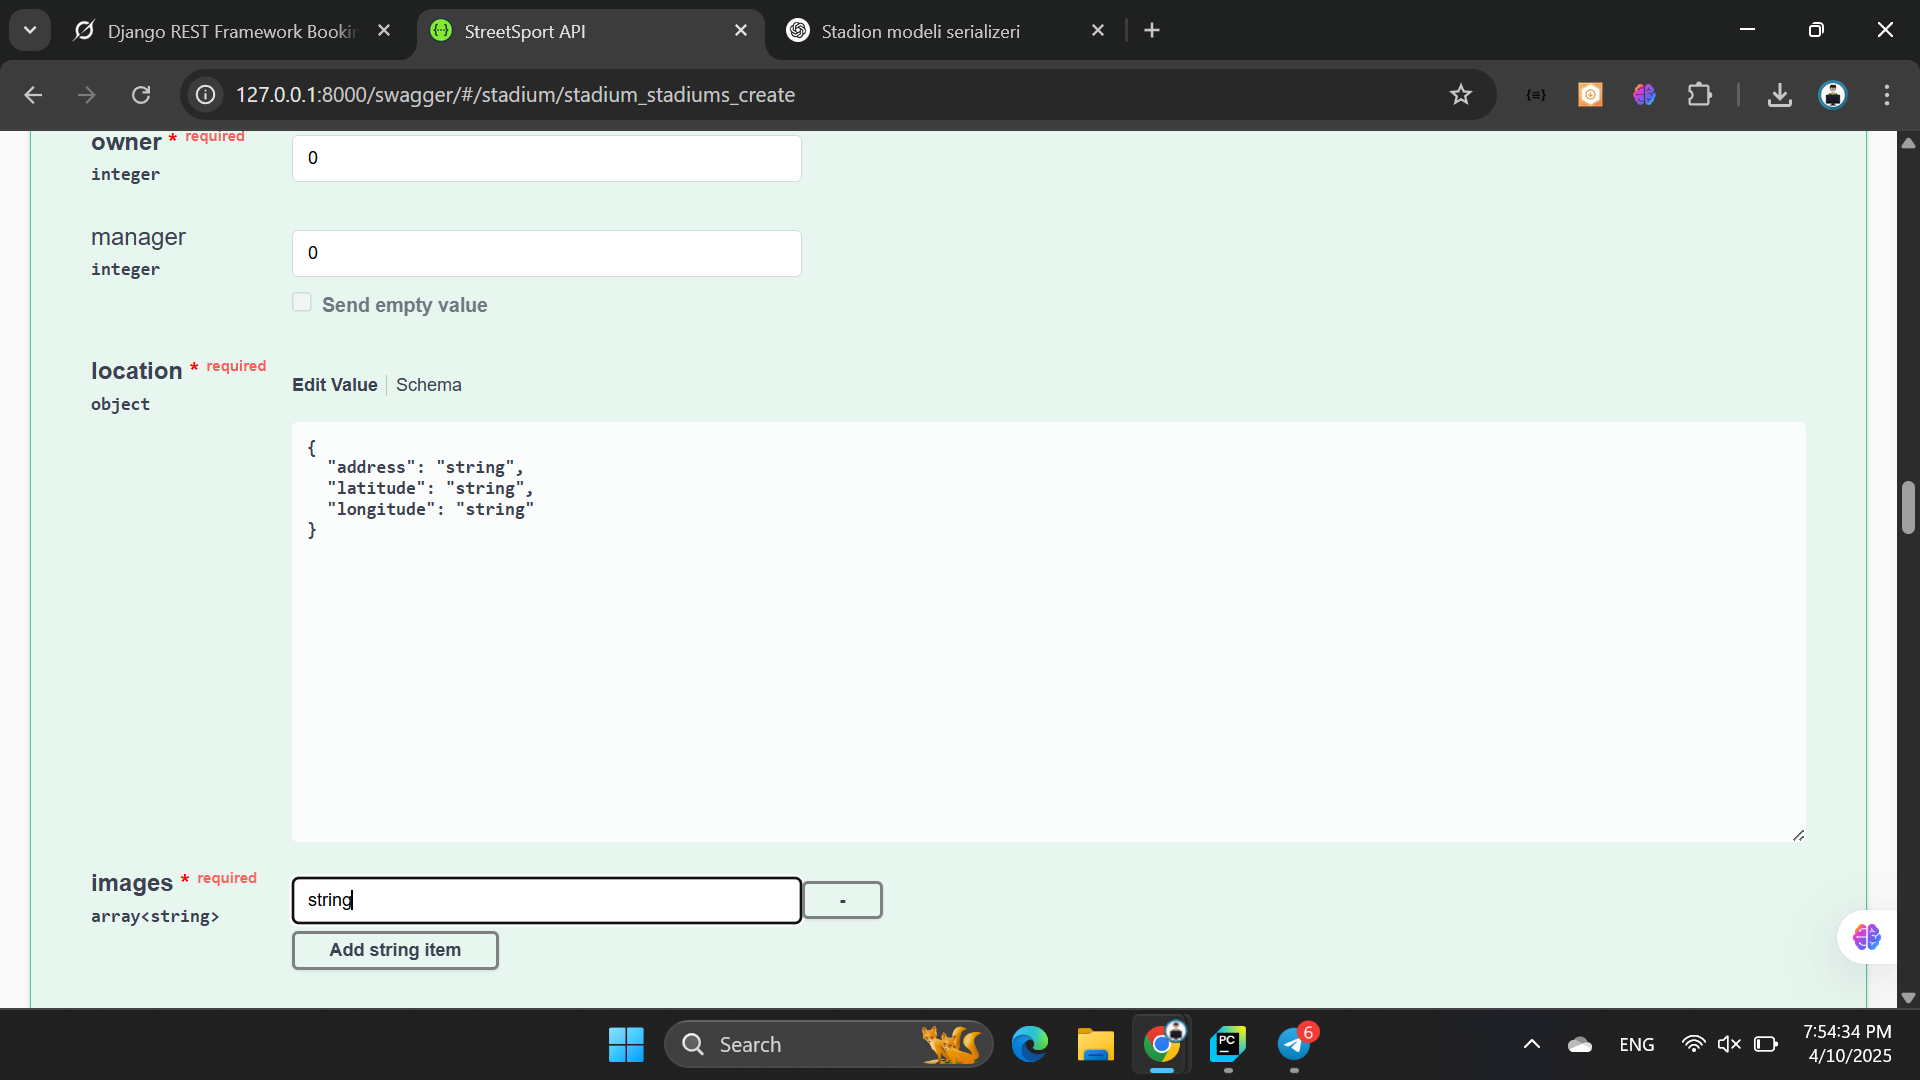 Django REST Framework Bookin
StreetSport API
Stadion modeli serializeri
127.0.0.1:8000/swagger/#/stadium/stadium_stadiums_create
owner * required
integer
0
manager
integer
0
Send empty value
location * required
object
Edit Value
Schema
{
"address": "string",
"latitude": "string",
"longitude": "string"
}
images * required
array<string>
string
-
Add string item
Search
PC
6
ENG
7:54:34 PM
4/10/2025